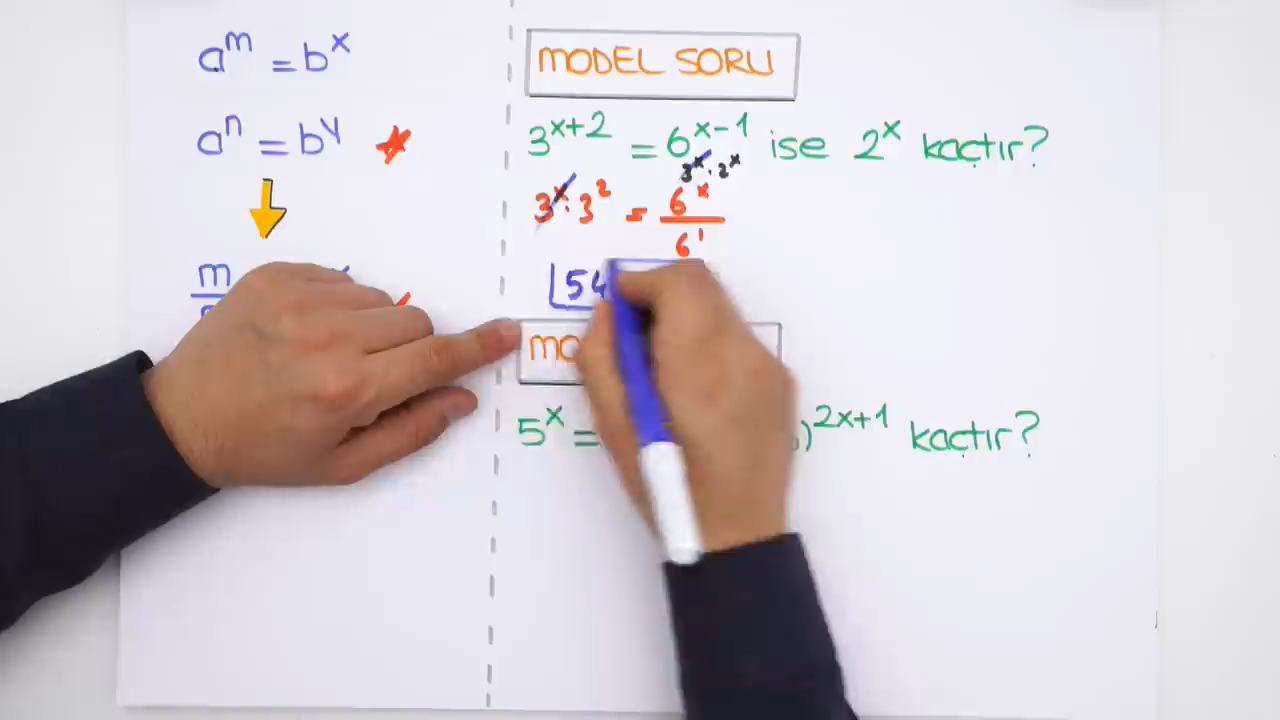 a^m = b^x
a^n = b^y
m
MODEL SORU
3^{x+2} = 6^{x-1} ise 2^x kaçtır?
3^x · 2^x
3^x · 3^2 = 6^x / 6^1
54
5^x =
)^{2x+1} kaçtır?